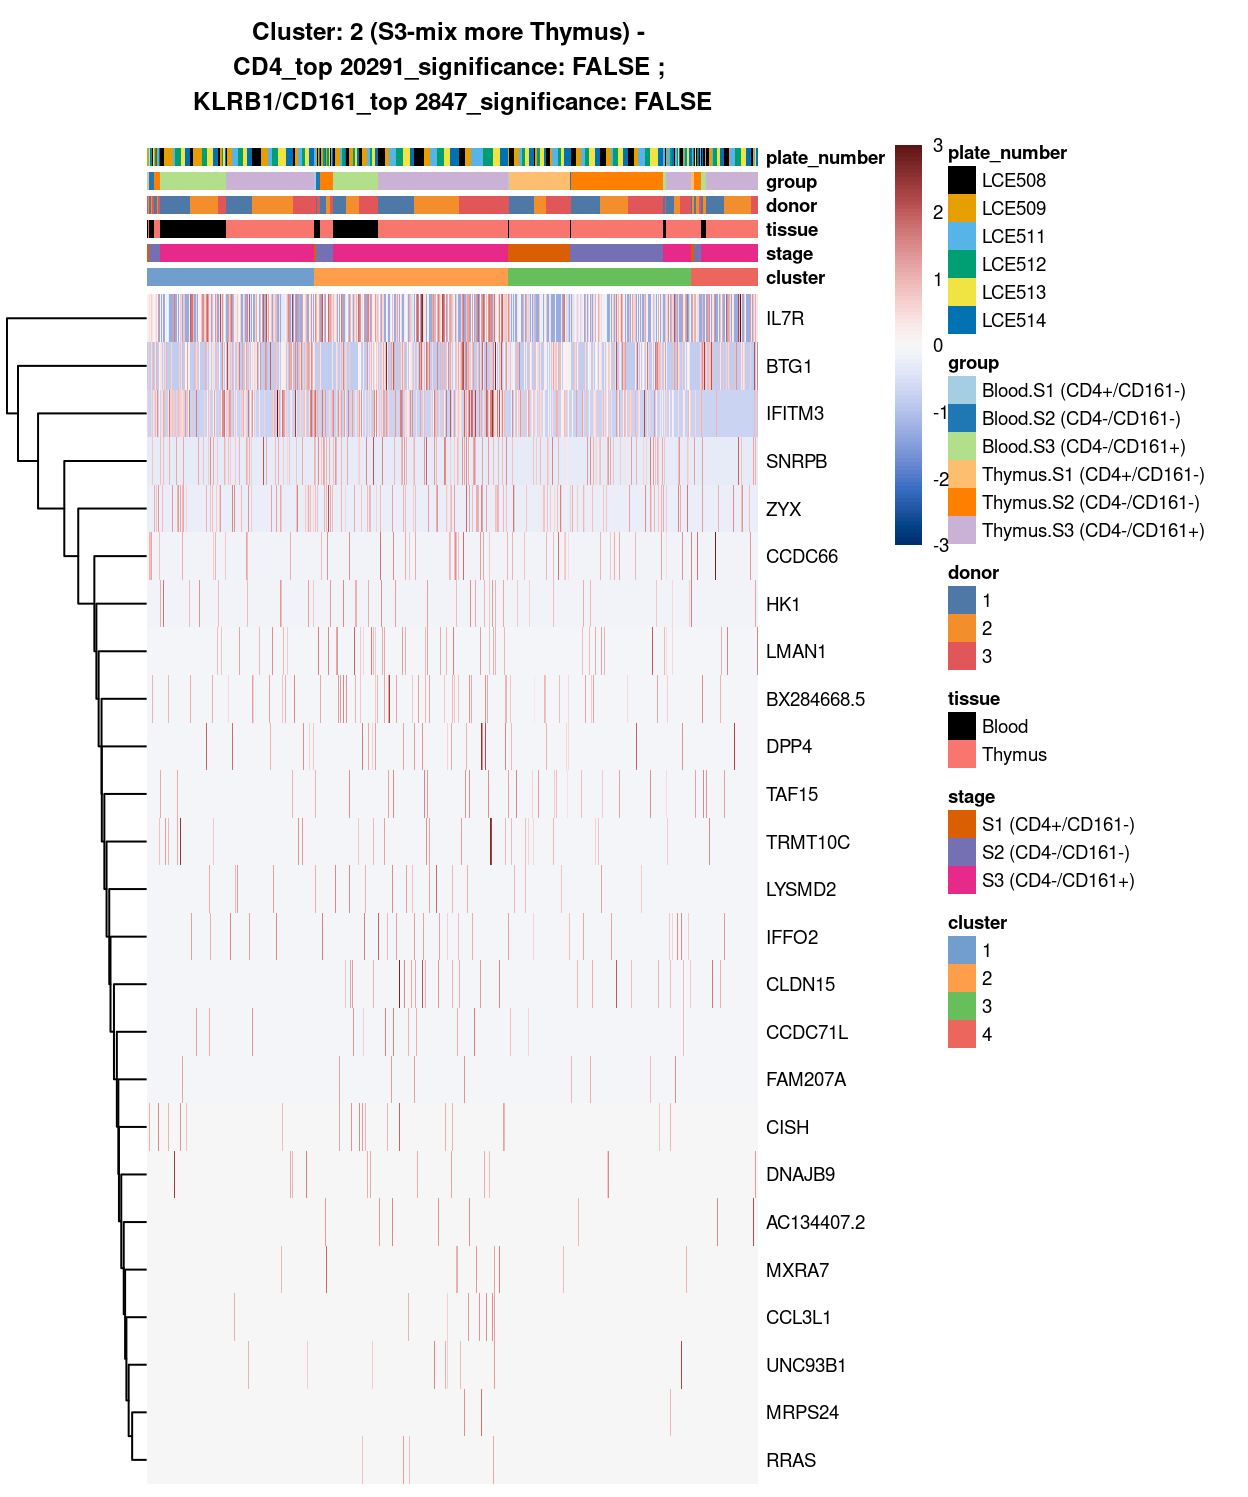 Cluster: 2 (S3-mix more Thymus) -
CD4_top 20291_significance: FALSE ;
KLRB1/CD161_top 2847_significance: FALSE
plate_number
group
donor
tissue
stage
cluster
IL7R
BTG1
IFITM3
SNRPB
ZYX
CCDC66
HK1
LMAN1
BX284668.5
DPP4
TAF15
TRMT10C
LYSMD2
IFFO2
CLDN15
CCDC71L
FAM207A
CISH
DNAJB9
AC134407.2
MXRA7
CCL3L1
UNC93B1
MRPS24
RRAS
3
2
1
0
-1
-2
-3
plate_number
LCE508
LCE509
LCE511
LCE512
LCE513
LCE514
group
Blood.S1 (CD4+/CD161-)
Blood.S2 (CD4-/CD161-)
Blood.S3 (CD4-/CD161+)
Thymus.S1 (CD4+/CD161-)
Thymus.S2 (CD4-/CD161-)
Thymus.S3 (CD4-/CD161+)
donor
1
2
3
tissue
Blood
Thymus
stage
S1 (CD4+/CD161-)
S2 (CD4-/CD161-)
S3 (CD4-/CD161+)
cluster
1
2
3
4